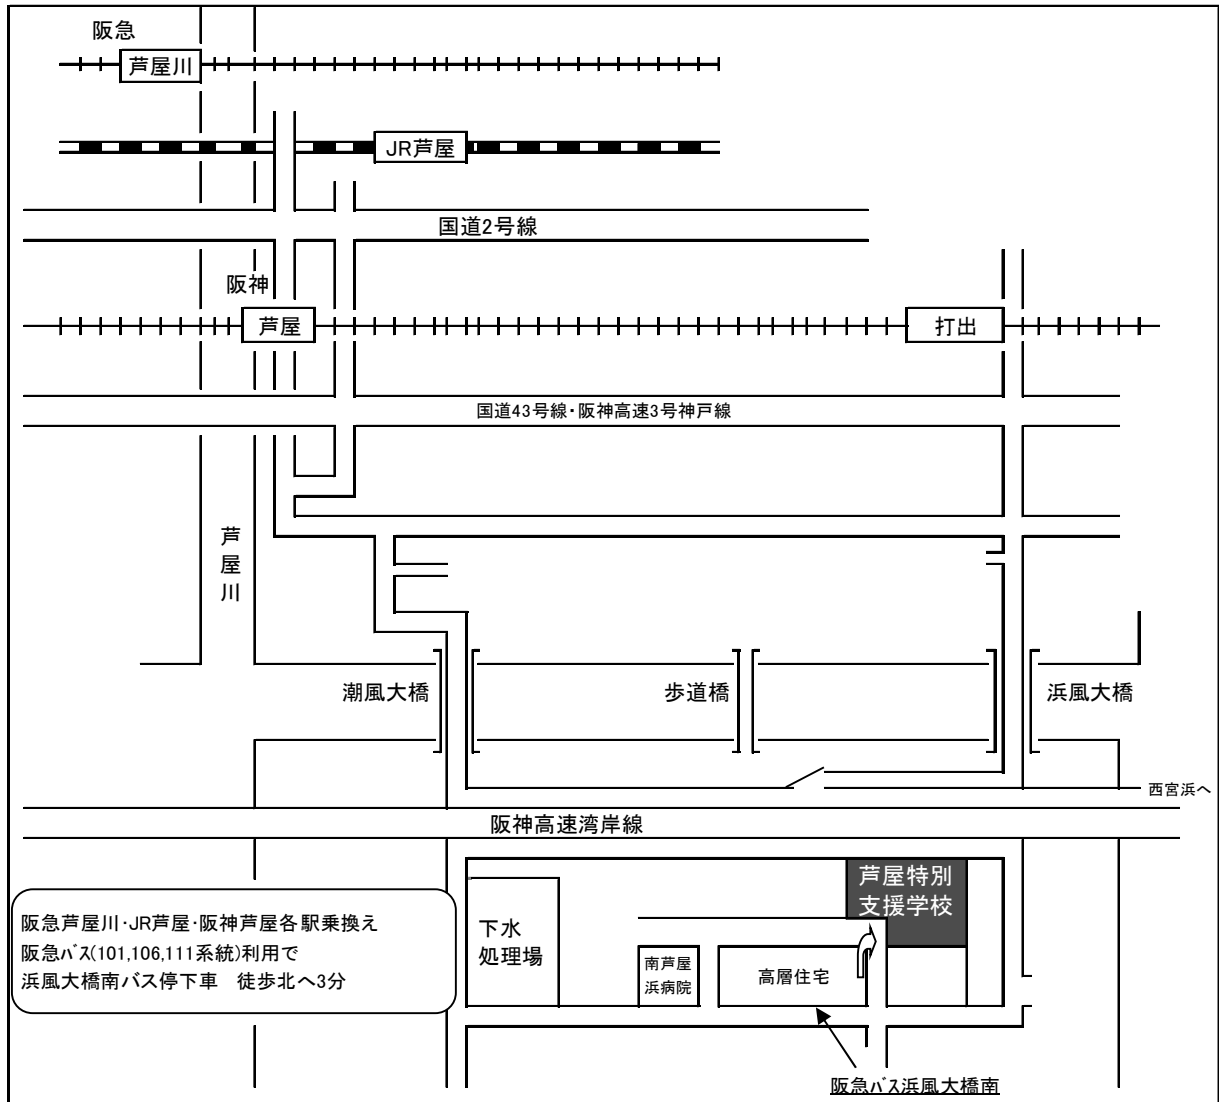 阪急
芦屋川
JR芦屋
国道2号線
阪神
芦屋
打出
国道43号線・阪神高速3号神戸線
芦屋川
潮風大橋
歩道橋
浜風大橋
西宮浜へ
阪神高速湾岸線
芦屋特別
支援学校
阪急芦屋川・JR芦屋・阪神芦屋各駅乗換え
阪急バス(101,106,111系統)利用で
浜風大橋南バス停下車　徒歩北へ3分
下水
処理場
南芦屋
浜病院
高層住宅
阪急バス浜風大橋南